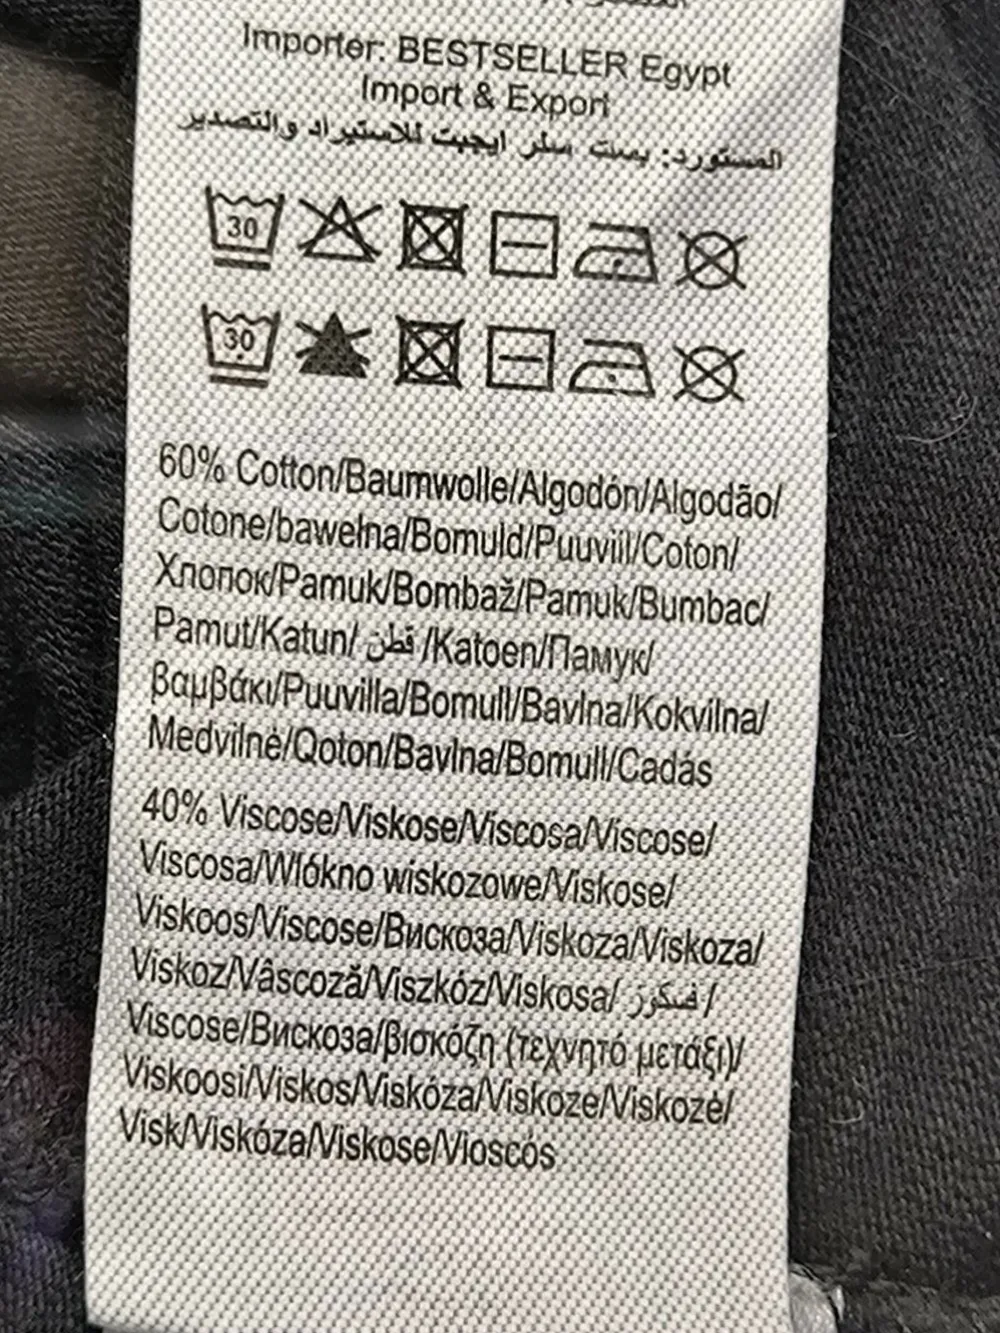 Importer: BESTSELLER Egypt
Import & Export
المستورد: بست سلر ايجبت للاستيراد والتصدير
30
30
60% Cotton/Baumwolle/Algodón/Algodão/
Cotone/bawełna/Bomuld/Puuviil/Coton/
Хлопок/Pamuk/Bombaž/Pamuk/Bumbac/
Pamut/Katun/ قطن /Katoen/Памук/
βαμβάκι/Puuvilla/Bomull/Bavlna/Kokvilna/
Medvilnė/Qoton/Bavlna/Bomull/Cadás
40% Viscose/Viskose/Viscosa/Viscose/
Viscosa/Włókno wiskozowe/Viskose/
Viskoos/Viscose/Вискоза/Viskoza/Viskoza/
Viskoz/Vâscoză/Viszkóz/Viskosa/ فسكوز /
Viscose/Вискоза/βισκόζη (τεχνητό μετάξι)/
Viskoosi/Viskos/Viskóza/Viskoze/Viskozė/
Visk/Viskóza/Viskose/Vioscós